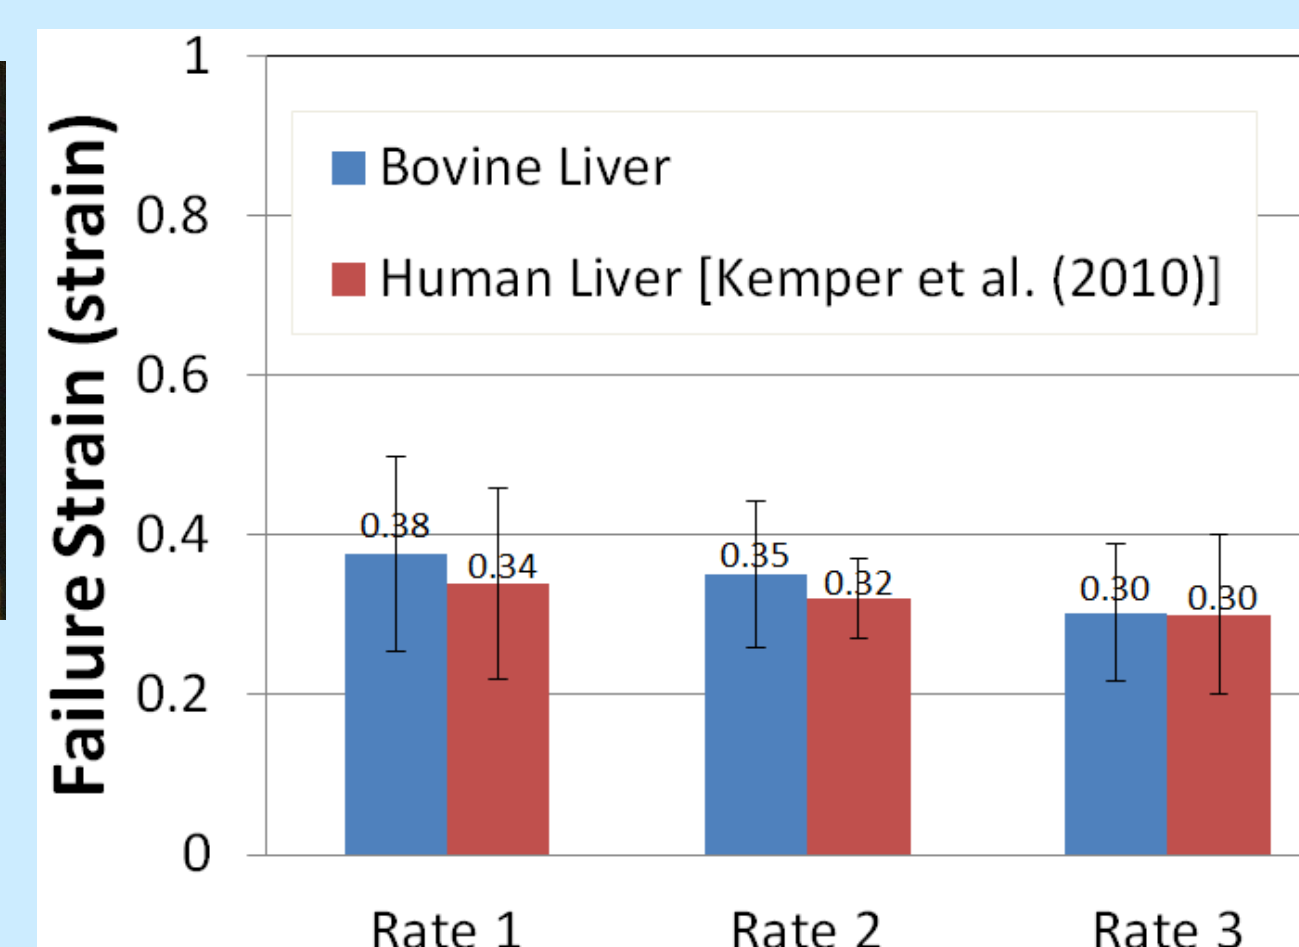 Failure Strain (strain)
1
0.8
0.6
0.4
0.2
0
Bovine Liver
Human Liver [Kemper et al. (2010)]
0.38
0.34
0.35
0.32
0.30
0.30
Rate 1
Rate 2
Rate 3